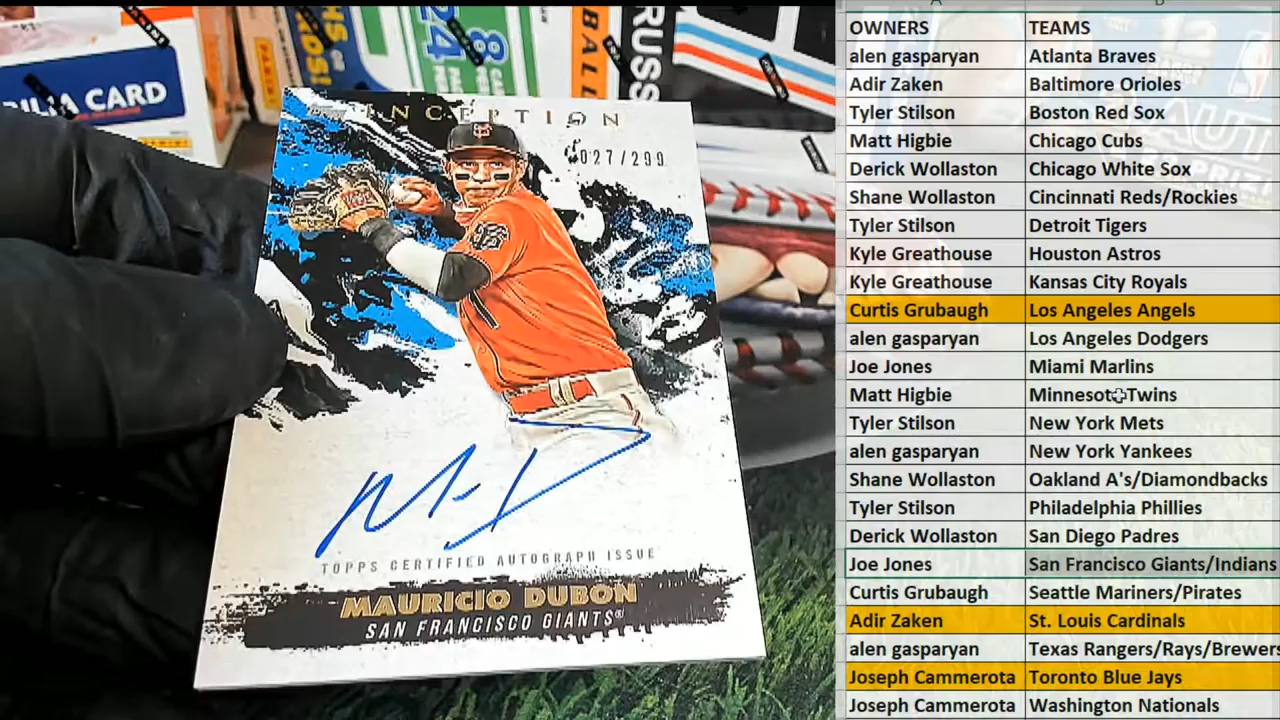 RILIA CARD
BALL
RUSS
INCEPTION
027/299
TOPPS CERTIFIED AUTOGRAPH ISSUE
MAURICIO DUBON
SAN FRANCISCO GIANTS®
OWNERS TEAMS
alen gasparyan Atlanta Braves
Adir Zaken Baltimore Orioles
Tyler Stilson Boston Red Sox
Matt Higbie Chicago Cubs
Derick Wollaston Chicago White Sox
Shane Wollaston Cincinnati Reds/Rockies
Tyler Stilson Detroit Tigers
Kyle Greathouse Houston Astros
Kyle Greathouse Kansas City Royals
Curtis Grubaugh Los Angeles Angels
alen gasparyan Los Angeles Dodgers
Joe Jones Miami Marlins
Matt Higbie Minnesota Twins
Tyler Stilson New York Mets
alen gasparyan New York Yankees
Shane Wollaston Oakland A's/Diamondbacks
Tyler Stilson Philadelphia Phillies
Derick Wollaston San Diego Padres
Joe Jones San Francisco Giants/Indians
Curtis Grubaugh Seattle Mariners/Pirates
Adir Zaken St. Louis Cardinals
alen gasparyan Texas Rangers/Rays/Brewers
Joseph Cammerota Toronto Blue Jays
Joseph Cammerota Washington Nationals